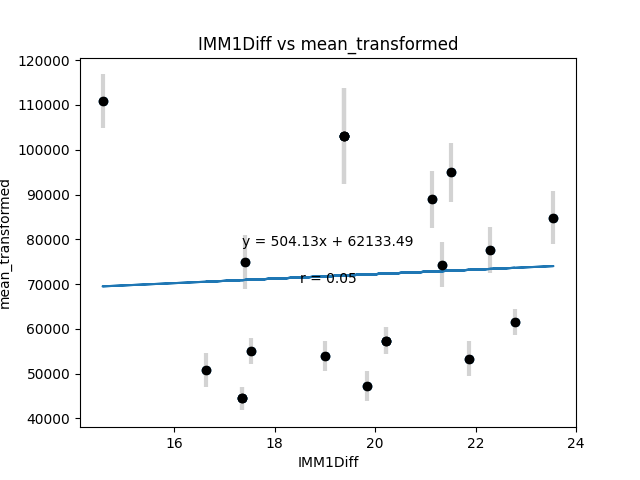 IMM1Diff vs mean_transformed
120000
110000
100000
90000
80000
70000
60000
50000
40000
mean_transformed
y = 504.13x + 62133.49
r = 0.05
16 18 20 22 24
IMM1Diff